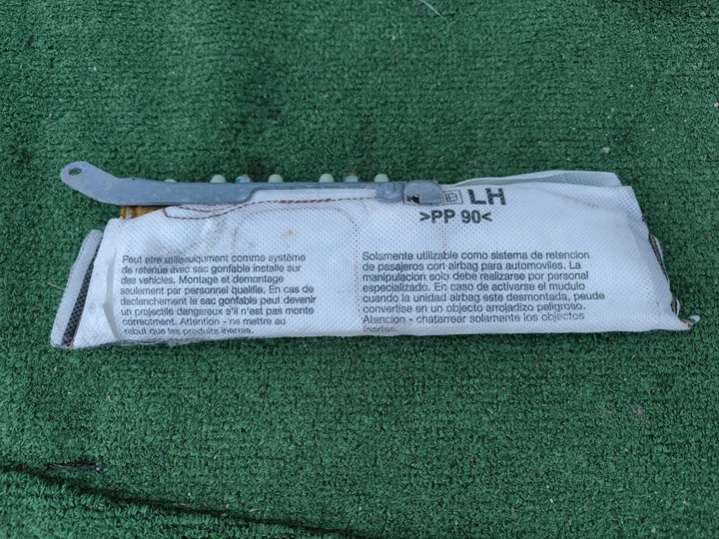 LH
>PP 90<
Peut etre utilisequiment comme système
de retenue avec sac gonfable installe sur
des vehicles. Montage et demontage
seulement par personnel qualifie. En cas de
declenchement le sac gonfable peut devenir
un projectile dangereux s'il n'est pas monte
correctment. Attention - ne mettre au
rebut que les produits inertes.
Solamente utilizable como sistema de retencion
de pasajeros con airbag para automoviles. La
manipulacion solo debe realizarse por personal
especializado. En caso de activarse el mudulo
cuando la unidad airbag este desmontada, peude
convertise en un objecto arrojadizo peligroso.
Atencion - chatarrear solamente los objectos
inertes.